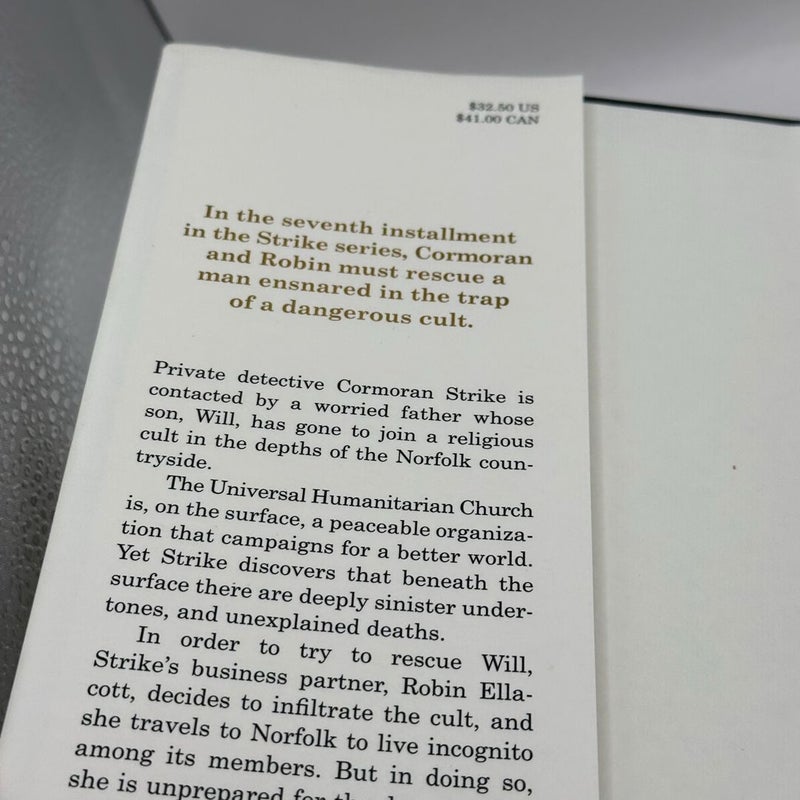 $32.50 US
$41.00 CAN
In the seventh installment
in the Strike series, Cormoran
and Robin must rescue a
man ensnared in the trap
of a dangerous cult.
Private detective Cormoran Strike is
contacted by a worried father whose
son, Will, has gone to join a religious
cult in the depths of the Norfolk coun-
tryside.
The Universal Humanitarian Church
is, on the surface, a peaceable organiza-
tion that campaigns for a better world.
Yet Strike discovers that beneath the
surface there are deeply sinister under-
tones, and unexplained deaths.
In order to try to rescue Will,
Strike's business partner, Robin Ella-
cott, decides to infiltrate the cult, and
she travels to Norfolk to live incognito
among its members. But in doing so,
she is unprepared for the